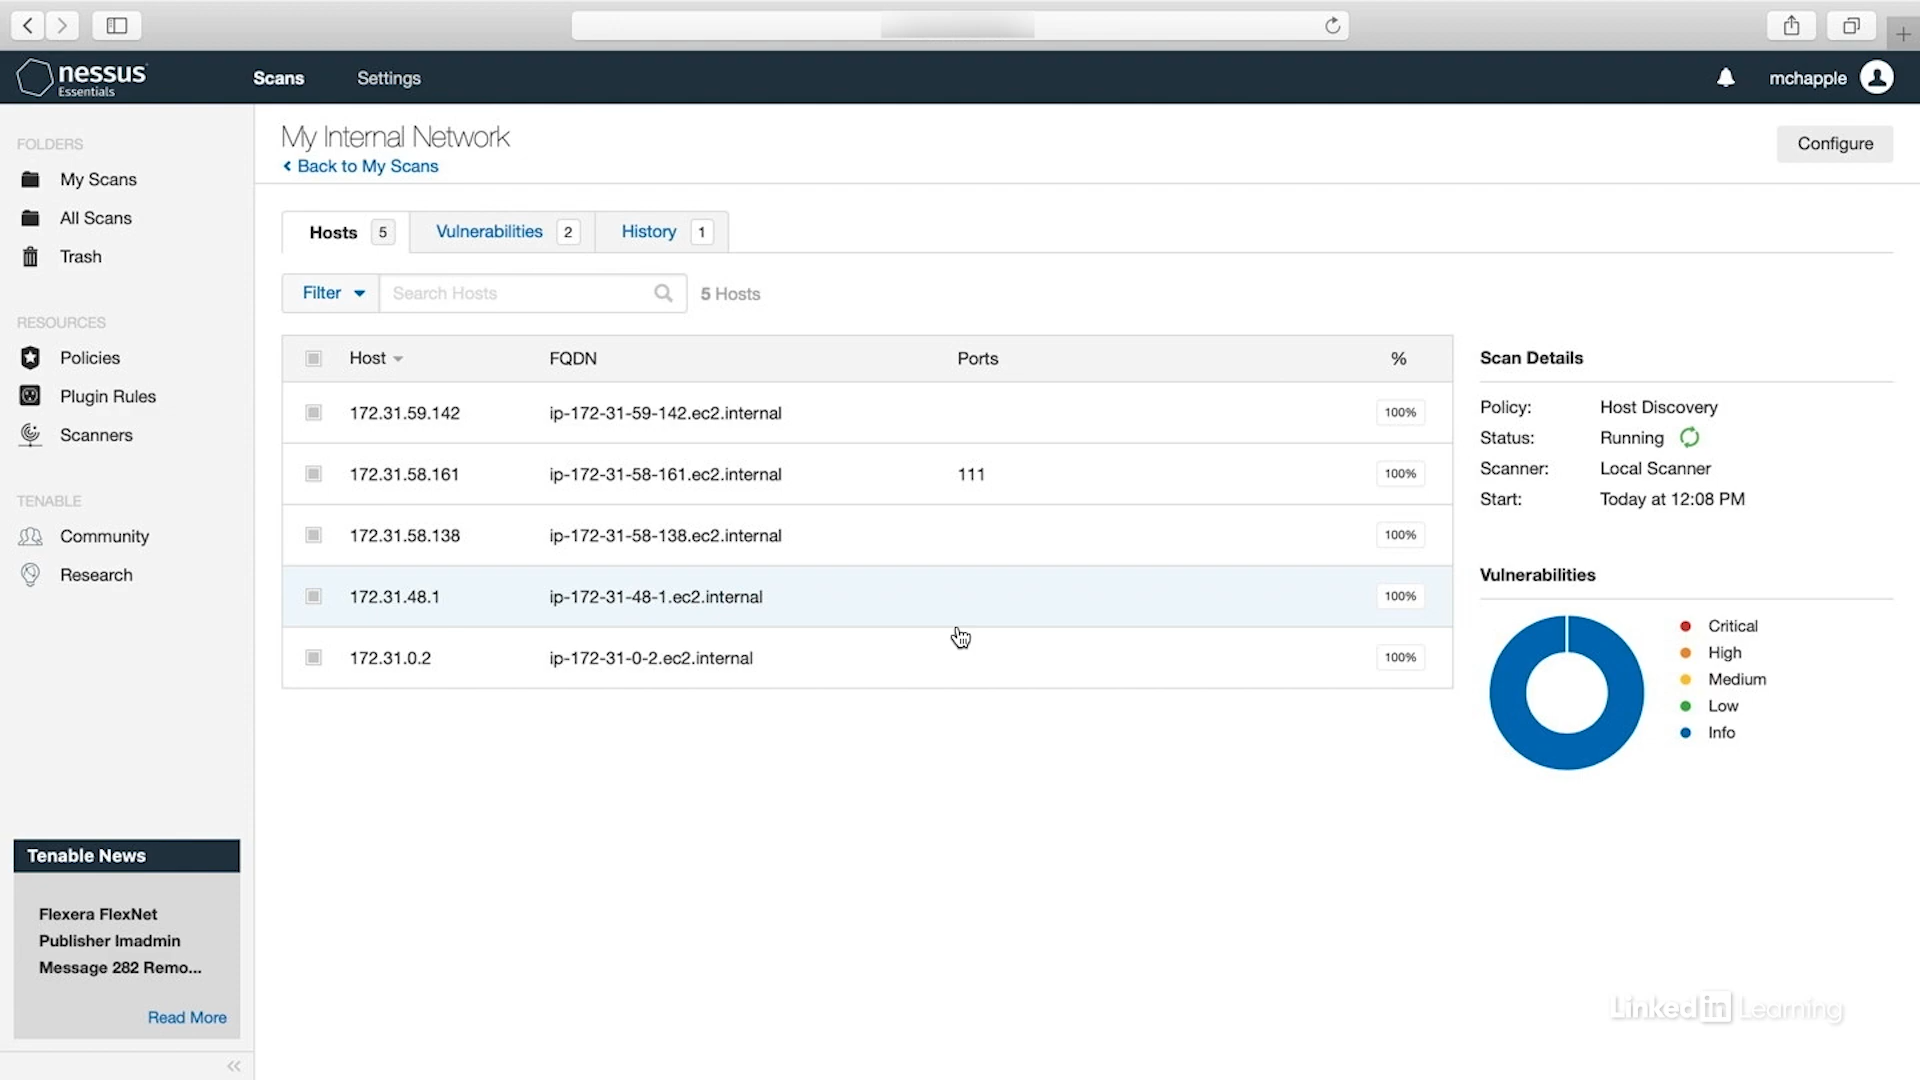 nessus
Essentials
Scans
Settings
mchapple
FOLDERS
My Scans
All Scans
Trash
RESOURCES
Policies
Plugin Rules
Scanners
TENABLE
Community
Research
Tenable News
Flexera FlexNet
Publisher lmadmin
Message 282 Remo...
Read More
My Internal Network
Back to My Scans
Configure
Hosts 5
Vulnerabilities 2
History 1
Filter
Search Hosts
5 Hosts
Host FQDN Ports %
172.31.59.142 ip-172-31-59-142.ec2.internal 100%
172.31.58.161 ip-172-31-58-161.ec2.internal 111 100%
172.31.58.138 ip-172-31-58-138.ec2.internal 100%
172.31.48.1 ip-172-31-48-1.ec2.internal 100%
172.31.0.2 ip-172-31-0-2.ec2.internal 100%
Scan Details
Policy: Host Discovery
Status: Running
Scanner: Local Scanner
Start: Today at 12:08 PM
Vulnerabilities
Critical
High
Medium
Low
Info
Linked in Learning